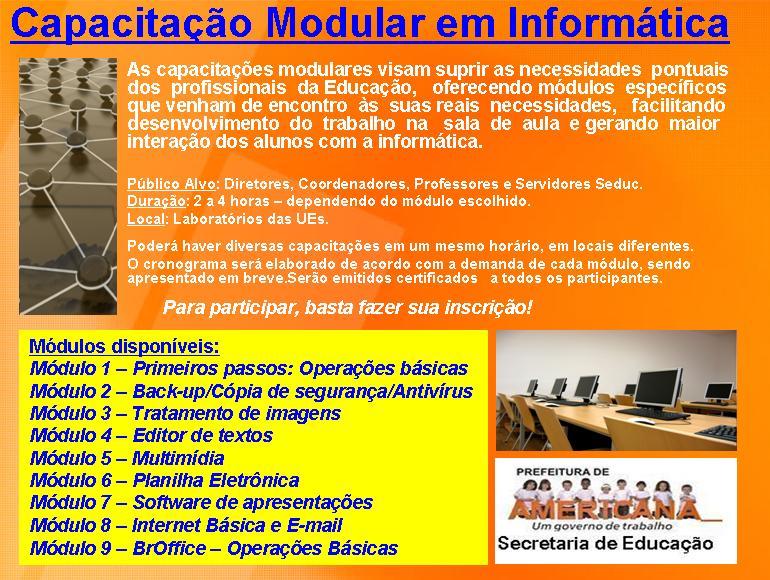 Capacitação Modular em Informática
As capacitações modulares visam suprir as necessidades pontuais
dos profissionais da Educação, oferecendo módulos específicos
que venham de encontro às suas reais necessidades, facilitando
desenvolvimento do trabalho na sala de aula e gerando maior
interação dos alunos com a informática.
Público Alvo: Diretores, Coordenadores, Professores e Servidores Seduc.
Duração: 2 a 4 horas – dependendo do módulo escolhido.
Local: Laboratórios das UEs.
Poderá haver diversas capacitações em um mesmo horário, em locais diferentes.
O cronograma será elaborado de acordo com a demanda de cada módulo, sendo
apresentado em breve.Serão emitidos certificados a todos os participantes.
Para participar, basta fazer sua inscrição!
Módulos disponíveis:
Módulo 1 – Primeiros passos: Operações básicas
Módulo 2 – Back-up/Cópia de segurança/Antivírus
Módulo 3 – Tratamento de imagens
Módulo 4 – Editor de textos
Módulo 5 – Multimídia
Módulo 6 – Planilha Eletrônica
Módulo 7 – Software de apresentações
Módulo 8 – Internet Básica e E-mail
Módulo 9 – BrOffice – Operações Básicas
PREFEITURA DE
AMERICANA
Um governo de trabalho
Secretaria de Educação